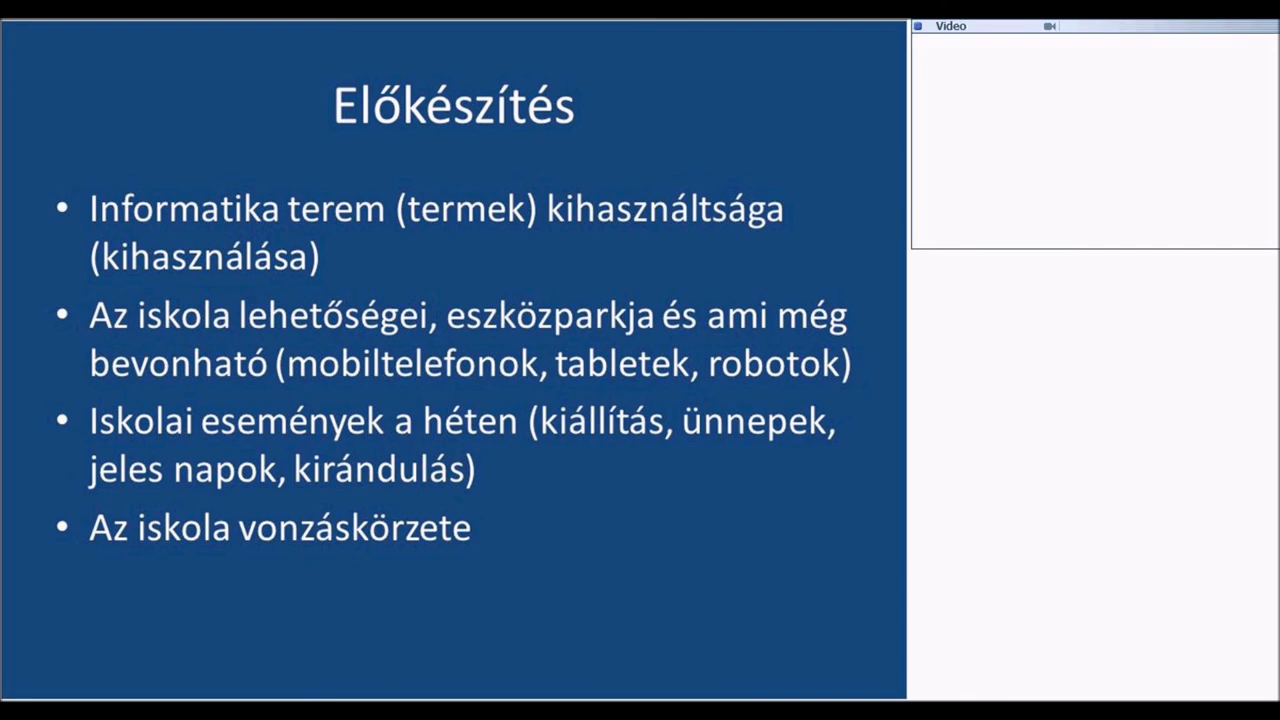 Előkészítés
• Informatika terem (termek) kihasználtsága
(kihasználása)
• Az iskola lehetőségei, eszközparkja és ami még
bevonható (mobiltelefonok, tabletek, robotok)
• Iskolai események a héten (kiállítás, ünnepek,
jeles napok, kirándulás)
• Az iskola vonzáskörzete
Video